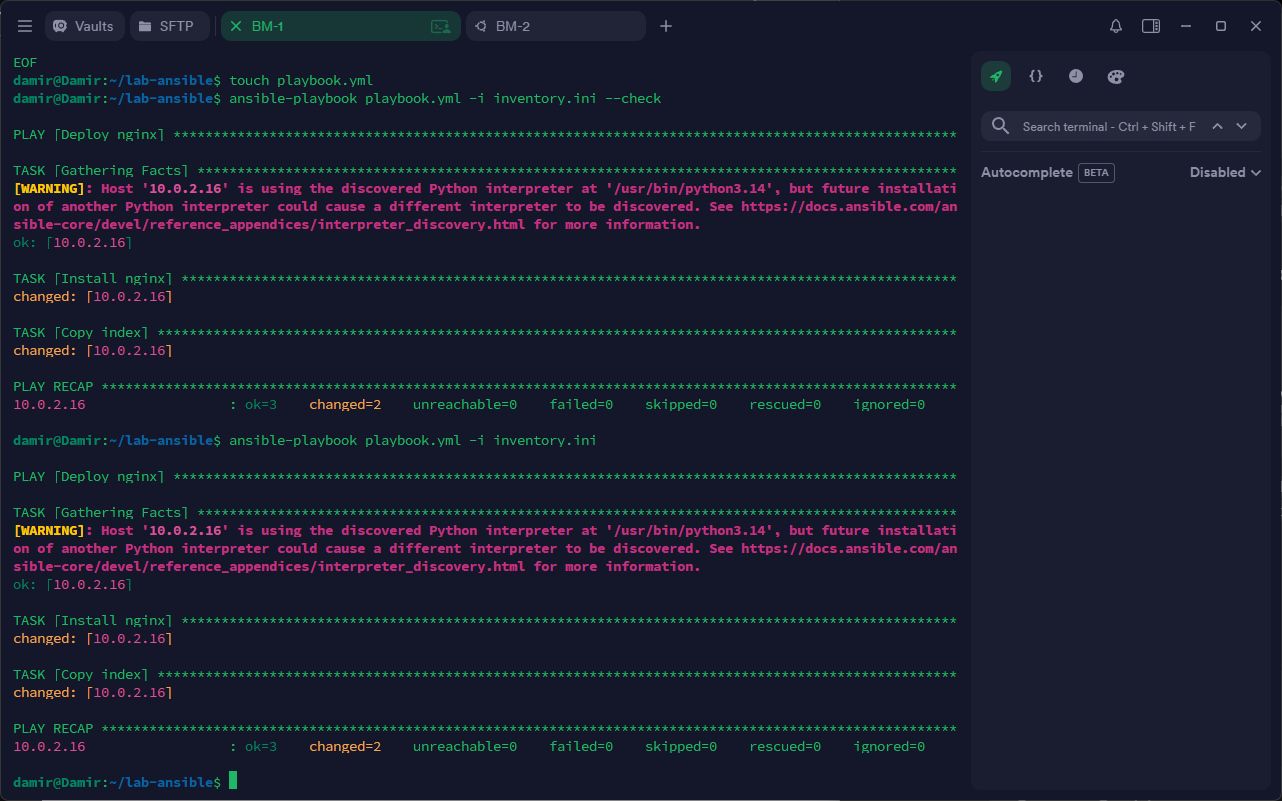 Vaults SFTP BM-1 BM-2
EOF
damir@Damir:~/lab-ansible$ touch playbook.yml
damir@Damir:~/lab-ansible$ ansible-playbook playbook.yml -i inventory.ini --check
PLAY [Deploy nginx] **************************************************************************************************
TASK [Gathering Facts] ***********************************************************************************************
[WARNING]: Host '10.0.2.16' is using the discovered Python interpreter at '/usr/bin/python3.14', but future installati
on of another Python interpreter could cause a different interpreter to be discovered. See https://docs.ansible.com/an
sible-core/devel/reference_appendices/interpreter_discovery.html for more information.
ok: [10.0.2.16]
TASK [Install nginx] *************************************************************************************************
changed: [10.0.2.16]
TASK [Copy index] ****************************************************************************************************
changed: [10.0.2.16]
PLAY RECAP ***********************************************************************************************************
10.0.2.16                  : ok=3    changed=2    unreachable=0    failed=0    skipped=0    rescued=0    ignored=0
damir@Damir:~/lab-ansible$ ansible-playbook playbook.yml -i inventory.ini
PLAY [Deploy nginx] **************************************************************************************************
TASK [Gathering Facts] ***********************************************************************************************
[WARNING]: Host '10.0.2.16' is using the discovered Python interpreter at '/usr/bin/python3.14', but future installati
on of another Python interpreter could cause a different interpreter to be discovered. See https://docs.ansible.com/an
sible-core/devel/reference_appendices/interpreter_discovery.html for more information.
ok: [10.0.2.16]
TASK [Install nginx] *************************************************************************************************
changed: [10.0.2.16]
TASK [Copy index] ****************************************************************************************************
changed: [10.0.2.16]
PLAY RECAP ***********************************************************************************************************
10.0.2.16                  : ok=3    changed=2    unreachable=0    failed=0    skipped=0    rescued=0    ignored=0
damir@Damir:~/lab-ansible$
{}
Search terminal - Ctrl + Shift + F
Autocomplete BETA Disabled